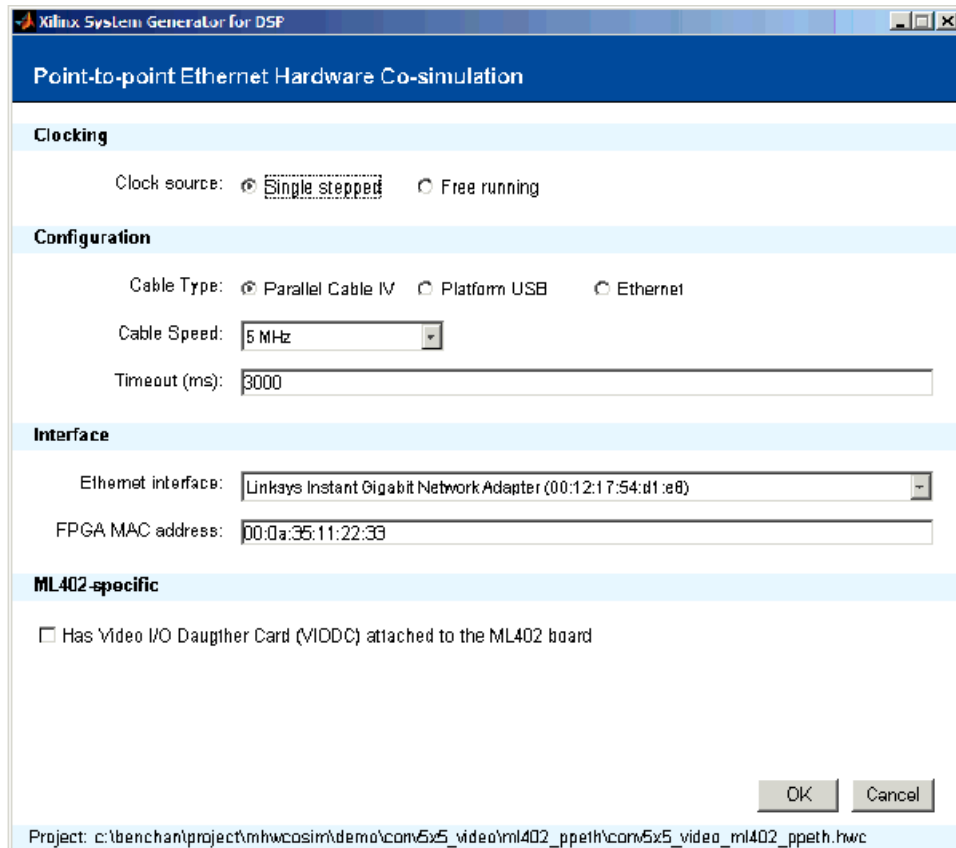 Xilinx System Generator for DSP
Point-to-point Ethernet Hardware Co-simulation
Clocking
Clock source: Single stepped Free running
Configuration
Cable Type: Parallel Cable IV Platform USB Ethernet
Cable Speed: 5 MHz
Timeout (ms): 3000
Interface
Ethernet interface: Linksys Instant Gigabit Network Adapter (00:12:17:54:d1:e8)
FPGA MAC address: 00:0a:35:11:22:33
ML402-specific
Has Video I/O Daugther Card (VIODC) attached to the ML402 board
OK Cancel
Project: c:\benchan\project\mhwcosim\demo\conv5x5_video\ml402_ppeth\conv5x5_video_ml402_ppeth.hwc